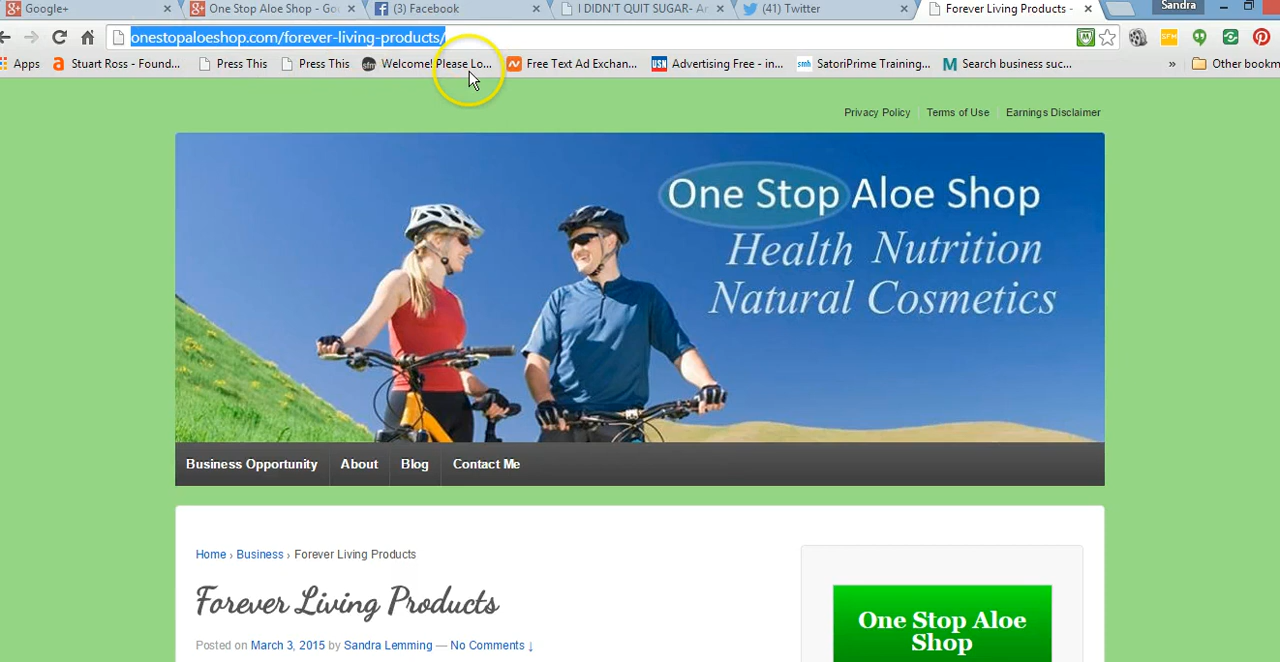 Google+
One Stop Aloe Shop - Go
(3) Facebook
I DIDN'T QUIT SUGAR- Ar
(41) Twitter
Forever Living Products -
Sandra
onestopaloeshop.com/forever-living-products/
Apps
Stuart Ross - Found...
Press This
Press This
Welcome! Please Lo...
Free Text Ad Exchan...
Advertising Free - in...
SatoriPrime Training...
Search business suc...
»
Other bookm
Privacy Policy
Terms of Use
Earnings Disclaimer
One Stop Aloe Shop
Health Nutrition
Natural Cosmetics
Business Opportunity
About
Blog
Contact Me
Home › Business › Forever Living Products
Forever Living Products
Posted on March 3, 2015 by Sandra Lemming — No Comments ↓
One Stop Aloe
Shop